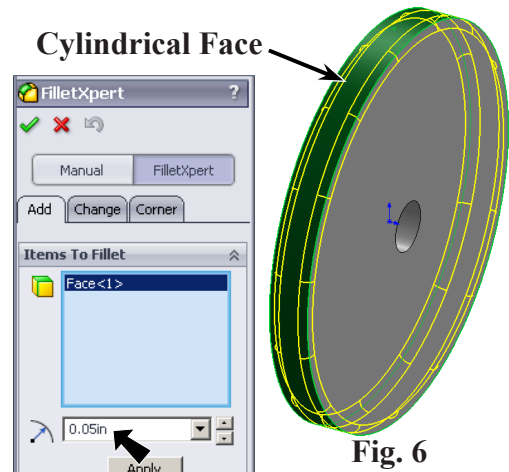 Cylindrical Face
FilletXpert ?
Manual FilletXpert
Add Change Corner
Items To Fillet
Face<1>
0.05in
Apply
Fig. 6